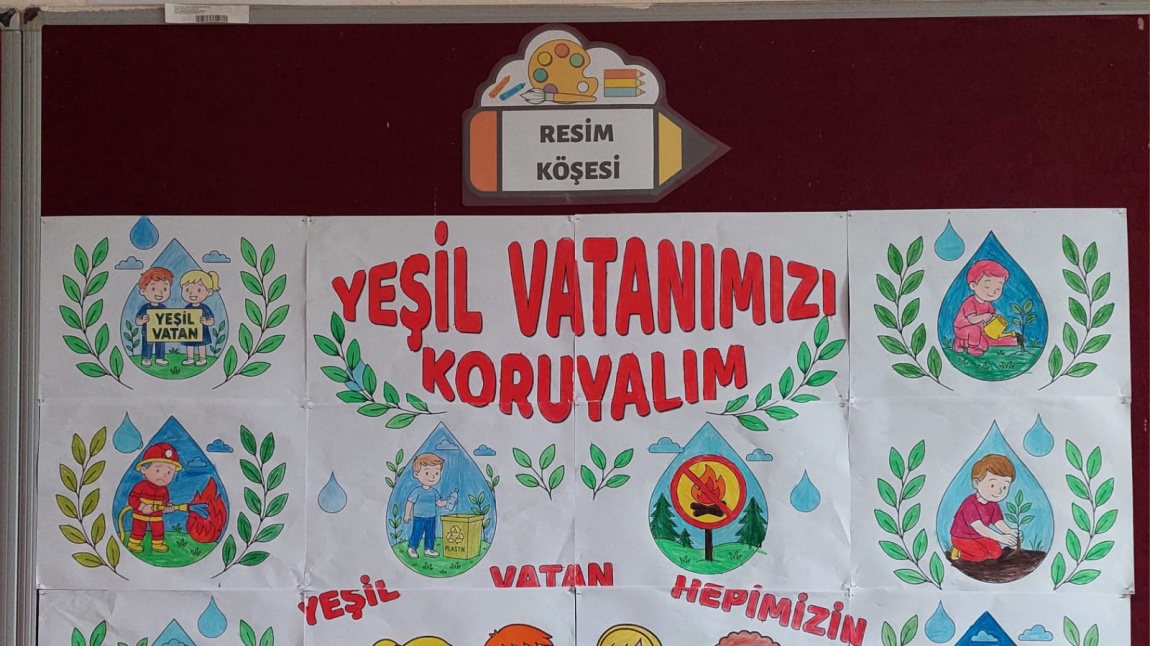 RESİM
KÖŞESİ
YEŞİL VATANIMIZI
KORUYALIM
YEŞİL
VATAN
PLASTİK
YEŞİL VATAN HEPİMİZİN